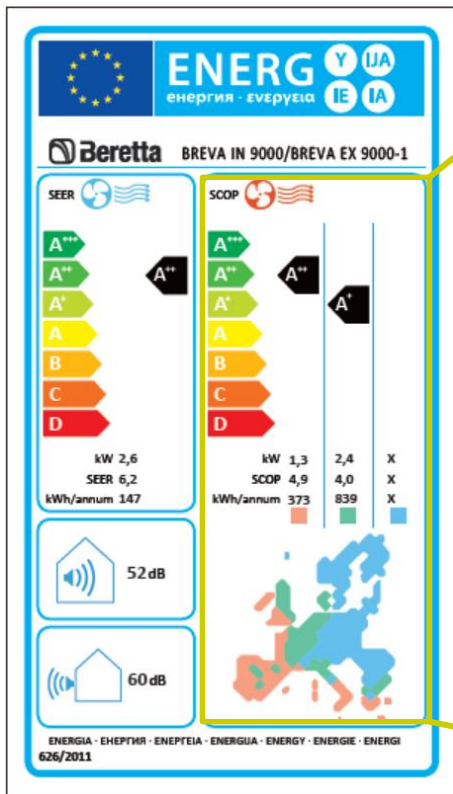 ENERG Y IJA
енергия · ενεργεια IE IA
Beretta BREVA IN 9000/BREVA EX 9000-1
SEER
A+++
A++ A++
A+
A
B
C
D
kW 2,6
SEER 6,2
kWh/annum 147
SCOP
A+++
A++ A++
A+ A+
A
B
C
D
kW 1,3 2,4 X
SCOP 4,9 4,0 X
kWh/annum 373 839 X
52dB
60dB
ENERGIA · ЕНЕРГИЯ · ΕΝΕΡΓΕΙΑ · ENERGIJA · ENERGY · ENERGIE · ENERGI
626/2011